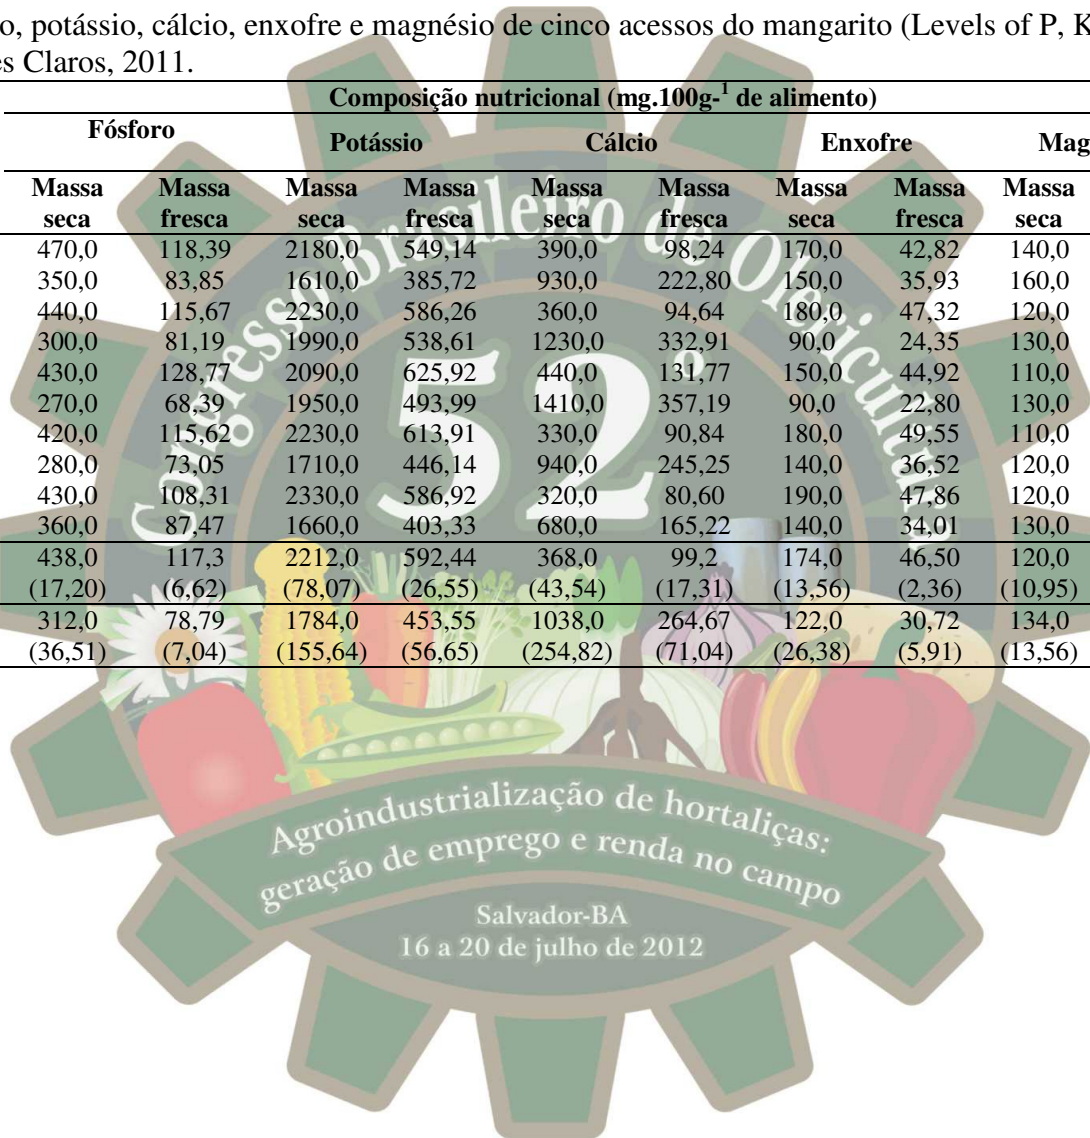 o, potássio, cálcio, enxofre e magnésio de cinco acessos do mangarito (Levels of P, K
es Claros, 2011.
Composição nutricional (mg.100g-1 de alimento)
Fósforo Potássio Cálcio Enxofre Mag
Massa seca Massa fresca Massa seca Massa fresca Massa seca Massa fresca Massa seca Massa fresca Massa seca
470,0 118,39 2180,0 549,14 390,0 98,24 170,0 42,82 140,0
350,0 83,85 1610,0 385,72 930,0 222,80 150,0 35,93 160,0
440,0 115,67 2230,0 586,26 360,0 94,64 180,0 47,32 120,0
300,0 81,19 1990,0 538,61 1230,0 332,91 90,0 24,35 130,0
430,0 128,77 2090,0 625,92 440,0 131,77 150,0 44,92 110,0
270,0 68,39 1950,0 493,99 1410,0 357,19 90,0 22,80 130,0
420,0 115,62 2230,0 613,91 330,0 90,84 180,0 49,55 110,0
280,0 73,05 1710,0 446,14 940,0 245,25 140,0 36,52 120,0
430,0 108,31 2330,0 586,92 320,0 80,60 190,0 47,86 120,0
360,0 87,47 1660,0 403,33 680,0 165,22 140,0 34,01 130,0
438,0 117,3 2212,0 592,44 368,0 99,2 174,0 46,50 120,0
(17,20) (6,62) (78,07) (26,55) (43,54) (17,31) (13,56) (2,36) (10,95)
312,0 78,79 1784,0 453,55 1038,0 264,67 122,0 30,72 134,0
(36,51) (7,04) (155,64) (56,65) (254,82) (71,04) (26,38) (5,91) (13,56)
Congresso Brasileiro de Olericultura
52º
Agroindustrialização de hortaliças:
geração de emprego e renda no campo
Salvador-BA
16 a 20 de julho de 2012